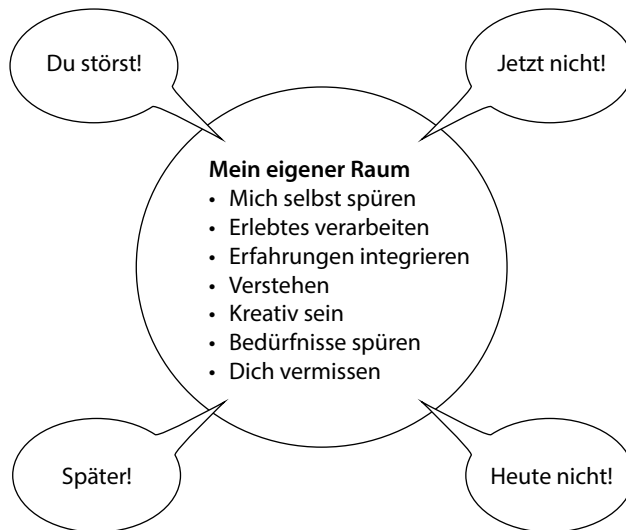 Du störst!
Jetzt nicht!
Mein eigener Raum
• Mich selbst spüren
• Erlebtes verarbeiten
• Erfahrungen integrieren
• Verstehen
• Kreativ sein
• Bedürfnisse spüren
• Dich vermissen
Später!
Heute nicht!